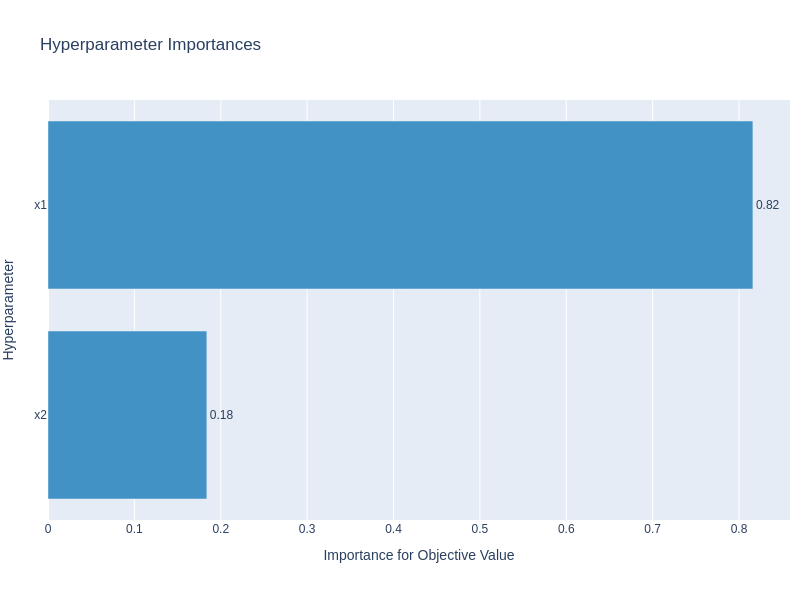 Hyperparameter Importances
Hyperparameter
x1
0.82
x2
0.18
0 0.1 0.2 0.3 0.4 0.5 0.6 0.7 0.8
Importance for Objective Value